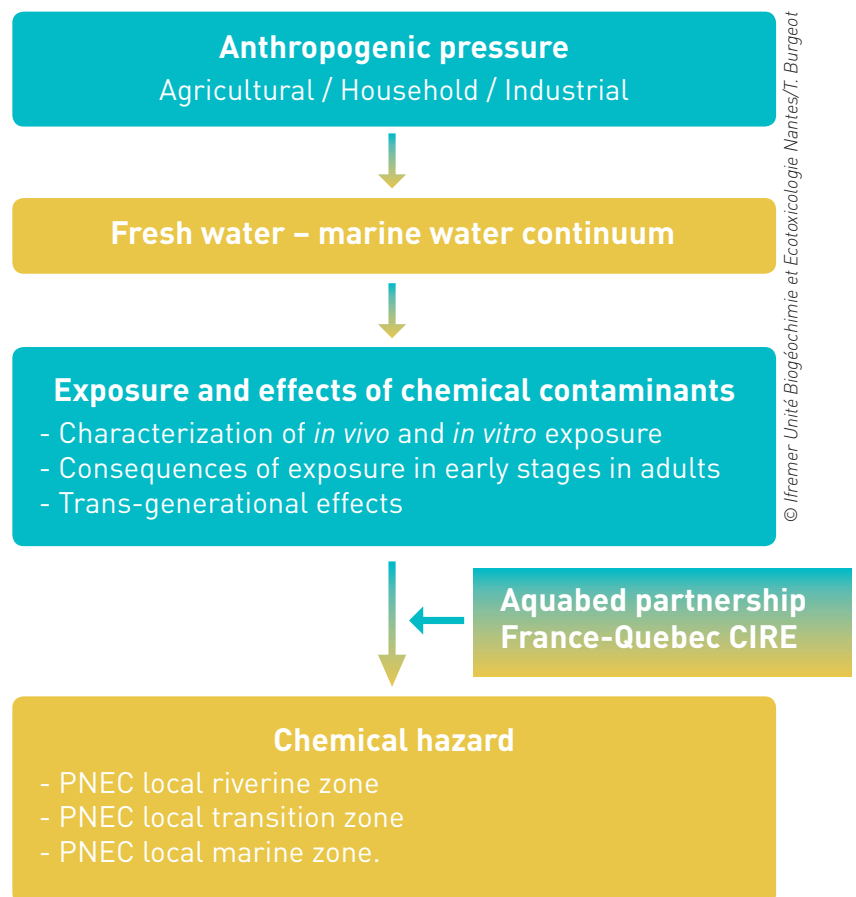 Anthropogenic pressure
Agricultural / Household / Industrial
Fresh water – marine water continuum
Exposure and effects of chemical contaminants
- Characterization of in vivo and in vitro exposure
- Consequences of exposure in early stages in adults
- Trans-generational effects
Aquabed partnership
France-Quebec CIRE
Chemical hazard
- PNEC local riverine zone
- PNEC local transition zone
- PNEC local marine zone.
© Ifremer Unité Biogéochimie et Ecotoxicologie Nantes/T. Burgeot